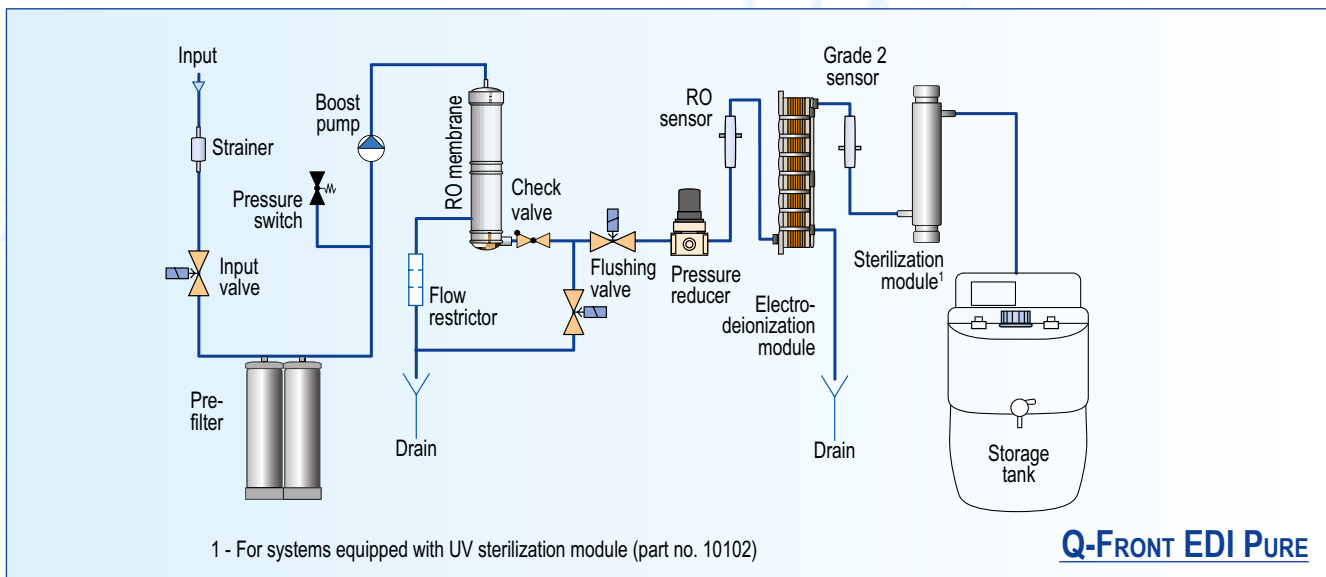 Input
Strainer
Pressure
switch
Input
valve
Pre-
filter
Boost
pump
RO membrane
Check
valve
Flow
restrictor
Drain
Flushing
valve
Pressure
reducer
RO
sensor
Electro-
deionization
module
Drain
Grade 2
sensor
Sterilization
module1
Storage
tank
1 - For systems equipped with UV sterilization module (part no. 10102)
Q-FRONT EDI PURE